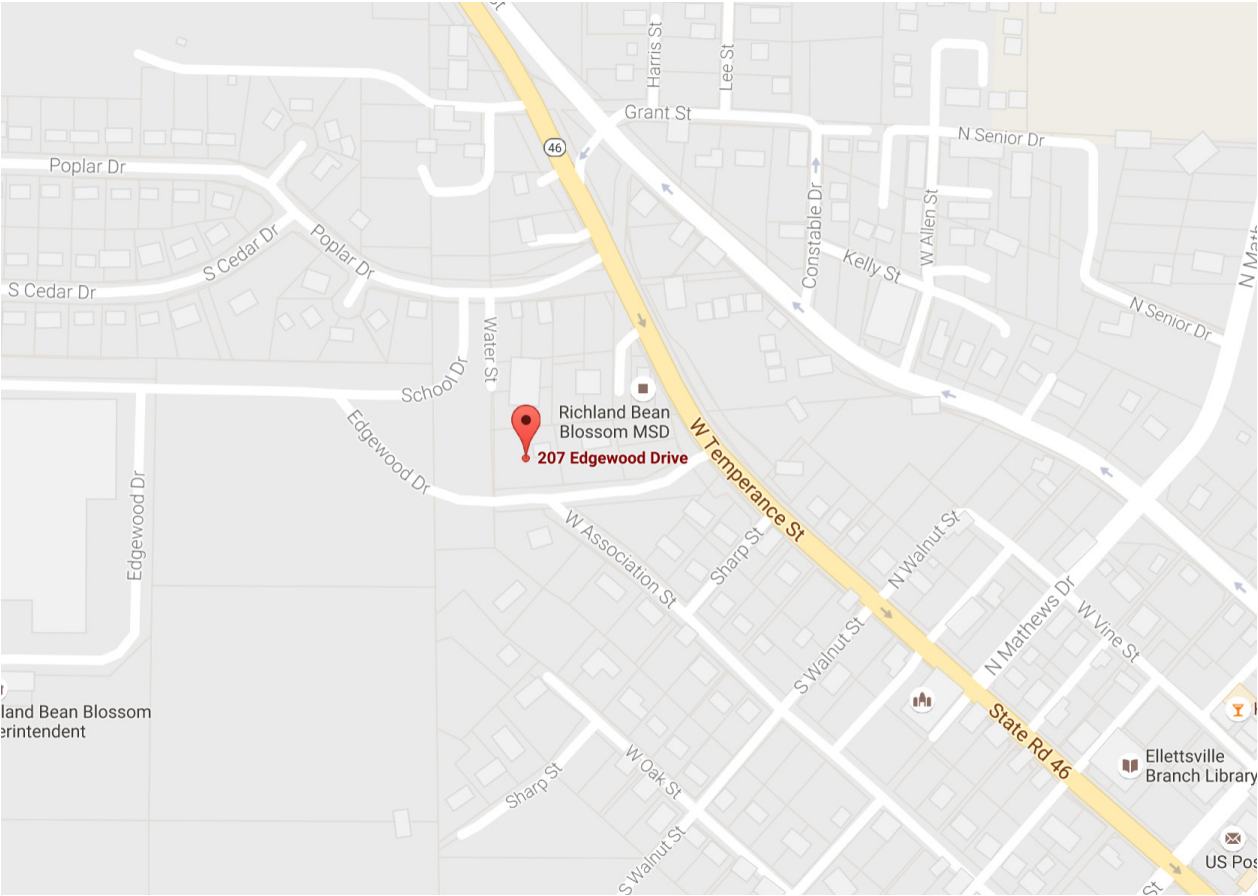 St
Harris St
Lee St
Grant St
46
N Senior Dr
Poplar Dr
W Allen St
Constable Dr
S Cedar Dr
Poplar Dr
Kelly St
N Math
S Cedar Dr
N Senior Dr
Water St
School Dr
Richland Bean
Blossom MSD
Edgewood Dr
207 Edgewood Drive
W Temperance St
Edgewood Dr
W Association St
Sharp St
N Walnut St
N Mathews Dr
W Vine St
S Walnut St
land Bean Blossom
erintendent
State Rd 46
Ellettsville
Branch Library
W Oak St
Sharp St
S Walnut St
US Pos
St